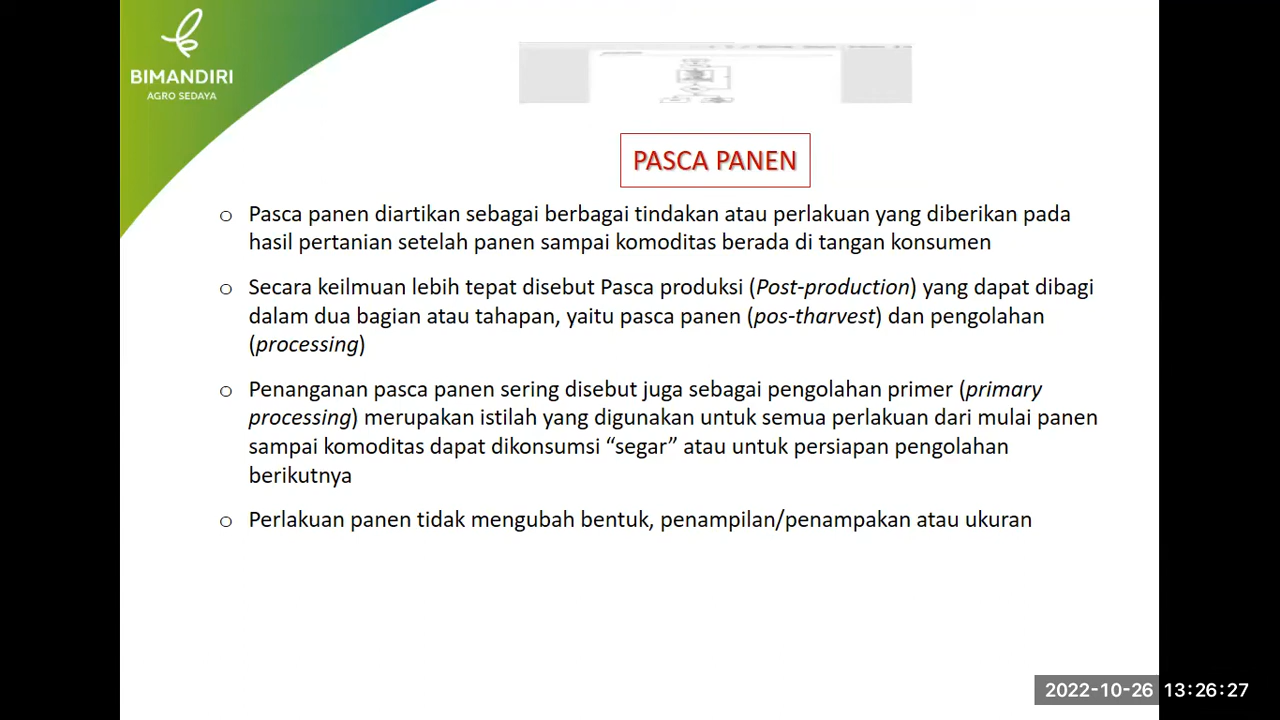 BIMANDIRI
AGRO SEDAYA
PASCA PANEN
o Pasca panen diartikan sebagai berbagai tindakan atau perlakuan yang diberikan pada
hasil pertanian setelah panen sampai komoditas berada di tangan konsumen
o Secara keilmuan lebih tepat disebut Pasca produksi (Post-production) yang dapat dibagi
dalam dua bagian atau tahapan, yaitu pasca panen (pos-tharvest) dan pengolahan
(processing)
o Penanganan pasca panen sering disebut juga sebagai pengolahan primer (primary
processing) merupakan istilah yang digunakan untuk semua perlakuan dari mulai panen
sampai komoditas dapat dikonsumsi “segar” atau untuk persiapan pengolahan
berikutnya
o Perlakuan panen tidak mengubah bentuk, penampilan/penampakan atau ukuran
2022-10-26 13:26:27